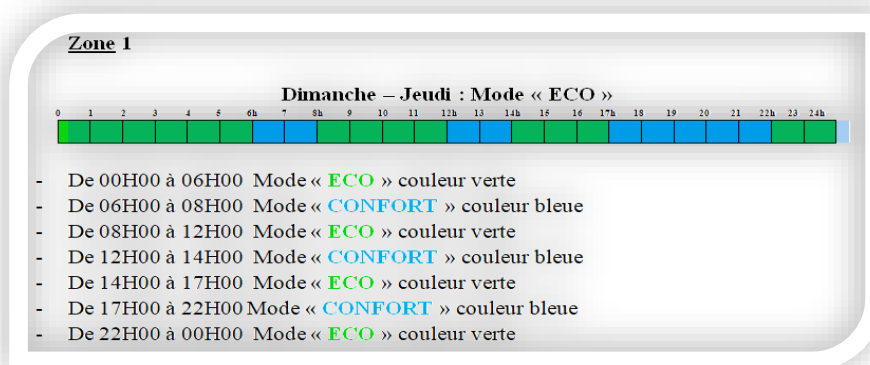 Zone 1
Dimanche – Jeudi : Mode « ECO »
0 1 2 3 4 5 6h 7 8h 9 10 11 12h 13 14h 15 16 17h 18 19 20 21 22h 23 24h
- De 00H00 à 06H00 Mode « ECO » couleur verte
- De 06H00 à 08H00 Mode « CONFORT » couleur bleue
- De 08H00 à 12H00 Mode « ECO » couleur verte
- De 12H00 à 14H00 Mode « CONFORT » couleur bleue
- De 14H00 à 17H00 Mode « ECO » couleur verte
- De 17H00 à 22H00 Mode « CONFORT » couleur bleue
- De 22H00 à 00H00 Mode « ECO » couleur verte